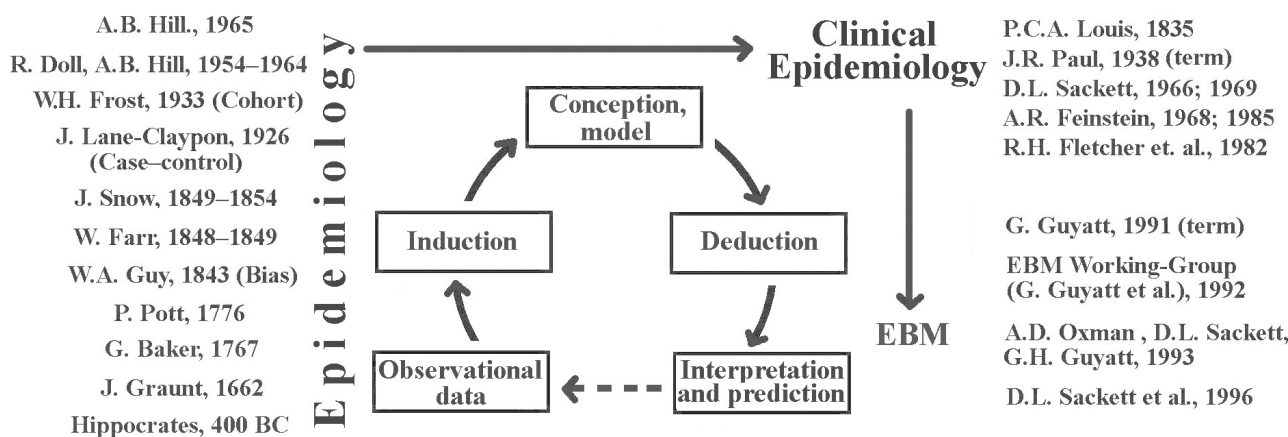 A.B. Hill., 1965
R. Doll, A.B. Hill, 1954–1964
W.H. Frost, 1933 (Cohort)
J. Lane-Claypon, 1926
(Case–control)
J. Snow, 1849–1854
W. Farr, 1848–1849
W.A. Guy, 1843 (Bias)
P. Pott, 1776
G. Baker, 1767
J. Graunt, 1662
Hippocrates, 400 BC
Epidemiology
Conception,
model
Induction
Deduction
Observational
data
Interpretation
and prediction
Clinical
Epidemiology
EBM
P.C.A. Louis, 1835
J.R. Paul, 1938 (term)
D.L. Sackett, 1966; 1969
A.R. Feinstein, 1968; 1985
R.H. Fletcher et. al., 1982
G. Guyatt, 1991 (term)
EBM Working-Group
(G. Guyatt et al.), 1992
A.D. Oxman , D.L. Sackett,
G.H. Guyatt, 1993
D.L. Sackett et al., 1996